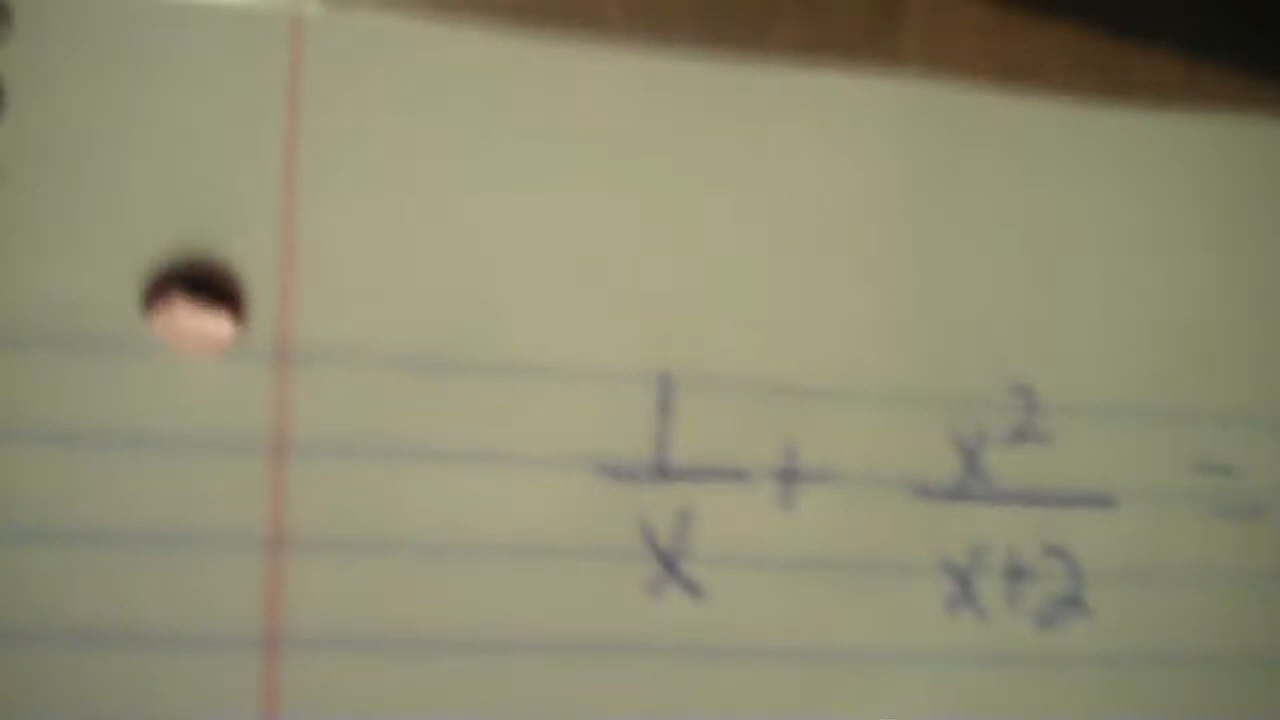 1/x + x²/x+2 =